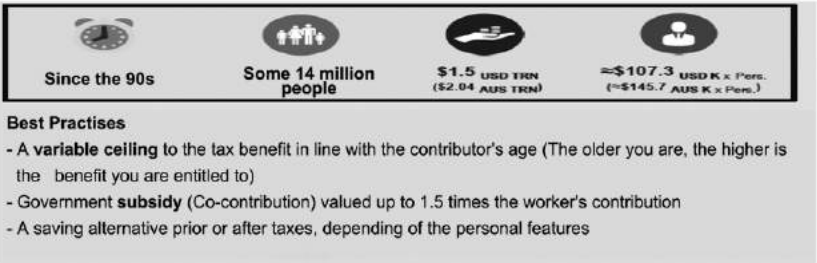 Since the 90s
Some 14 million
people
$1.5 USD TRN
($2.04 AUS TRN)
≈$107.3 USD K x Pers.
(≈$145.7 AUS K x Pers.)
Best Practises
- A variable ceiling to the tax benefit in line with the contributor's age (The older you are, the higher is
the benefit you are entitled to)
- Government subsidy (Co-contribution) valued up to 1.5 times the worker's contribution
- A saving alternative prior or after taxes, depending of the personal features